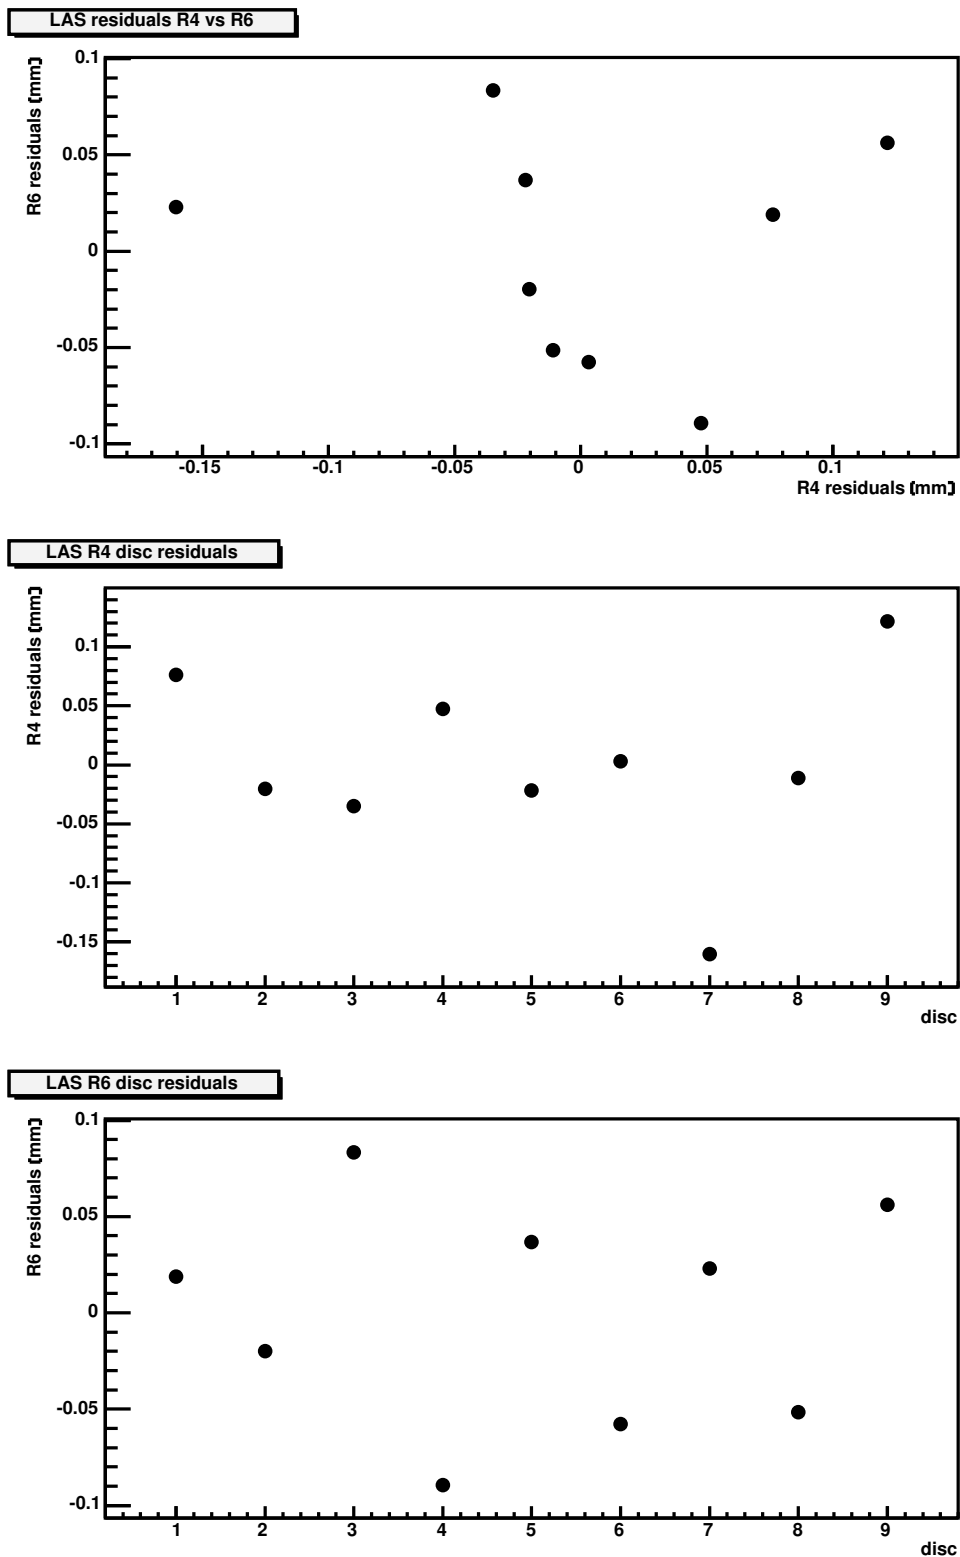 LAS residuals R4 vs R6
R6 residuals (mm)
0.1
0.05
0
-0.05
-0.1
-0.15 -0.1 -0.05 0 0.05 0.1
R4 residuals (mm)
LAS R4 disc residuals
R4 residuals (mm)
0.1
0.05
0
-0.05
-0.1
-0.15
1 2 3 4 5 6 7 8 9
disc
LAS R6 disc residuals
R6 residuals (mm)
0.1
0.05
0
-0.05
-0.1
1 2 3 4 5 6 7 8 9
disc